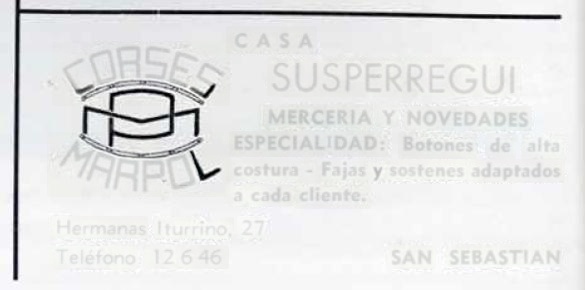 CORSES
MARPOL
CASA
SUSPERREGUI
MERCERIA Y NOVEDADES
ESPECIALIDAD: Botones de alta
costura - Fajas y sostenes adaptados
a cada cliente.
Hermanas Iturrino, 27
Teléfono 12 6 46
SAN SEBASTIAN